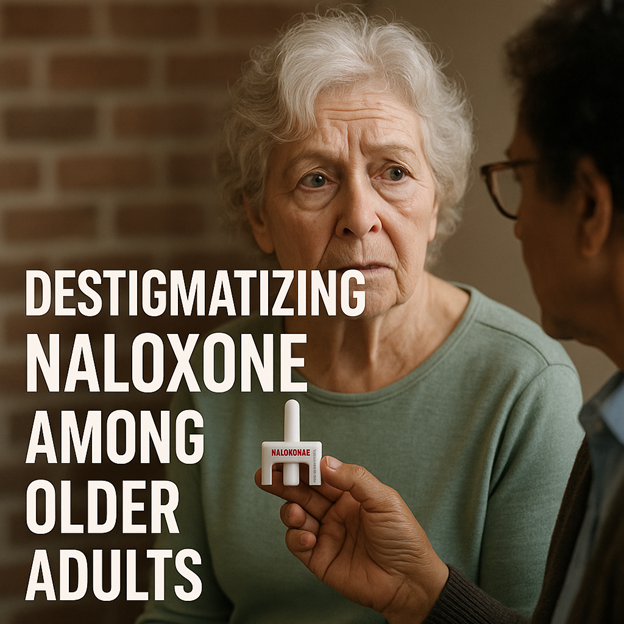 DESTIGMATIZING
NALOXONE
NALOKONAE
AMONG
OLDER
ADULTS